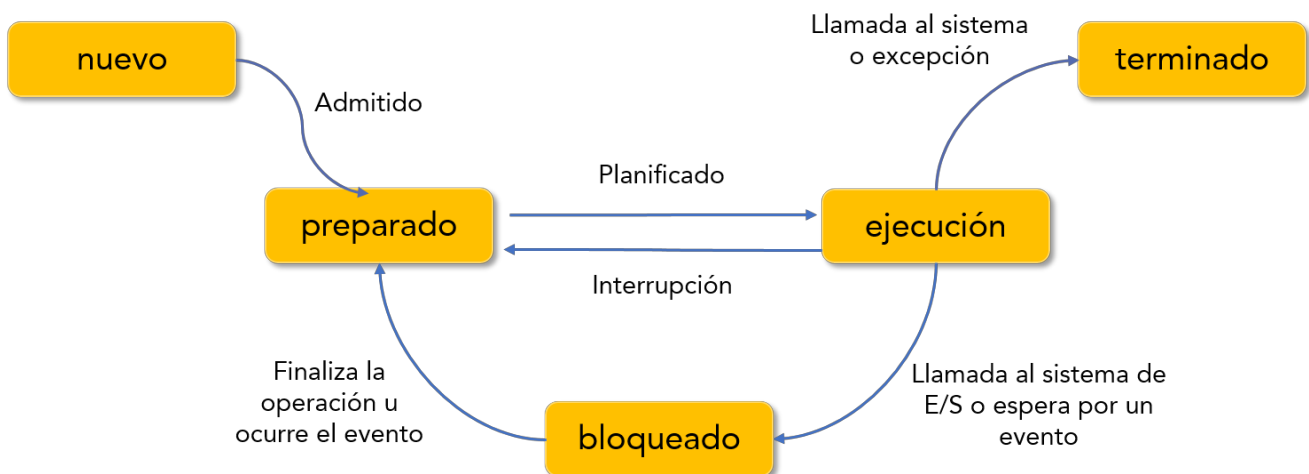 nuevo
Admitido
Llamada al sistema
o excepción
terminado
preparado
Planificado
Interrupción
ejecución
Finaliza la
operación u
ocurre el evento
bloqueado
Llamada al sistema de
E/S o espera por un
evento